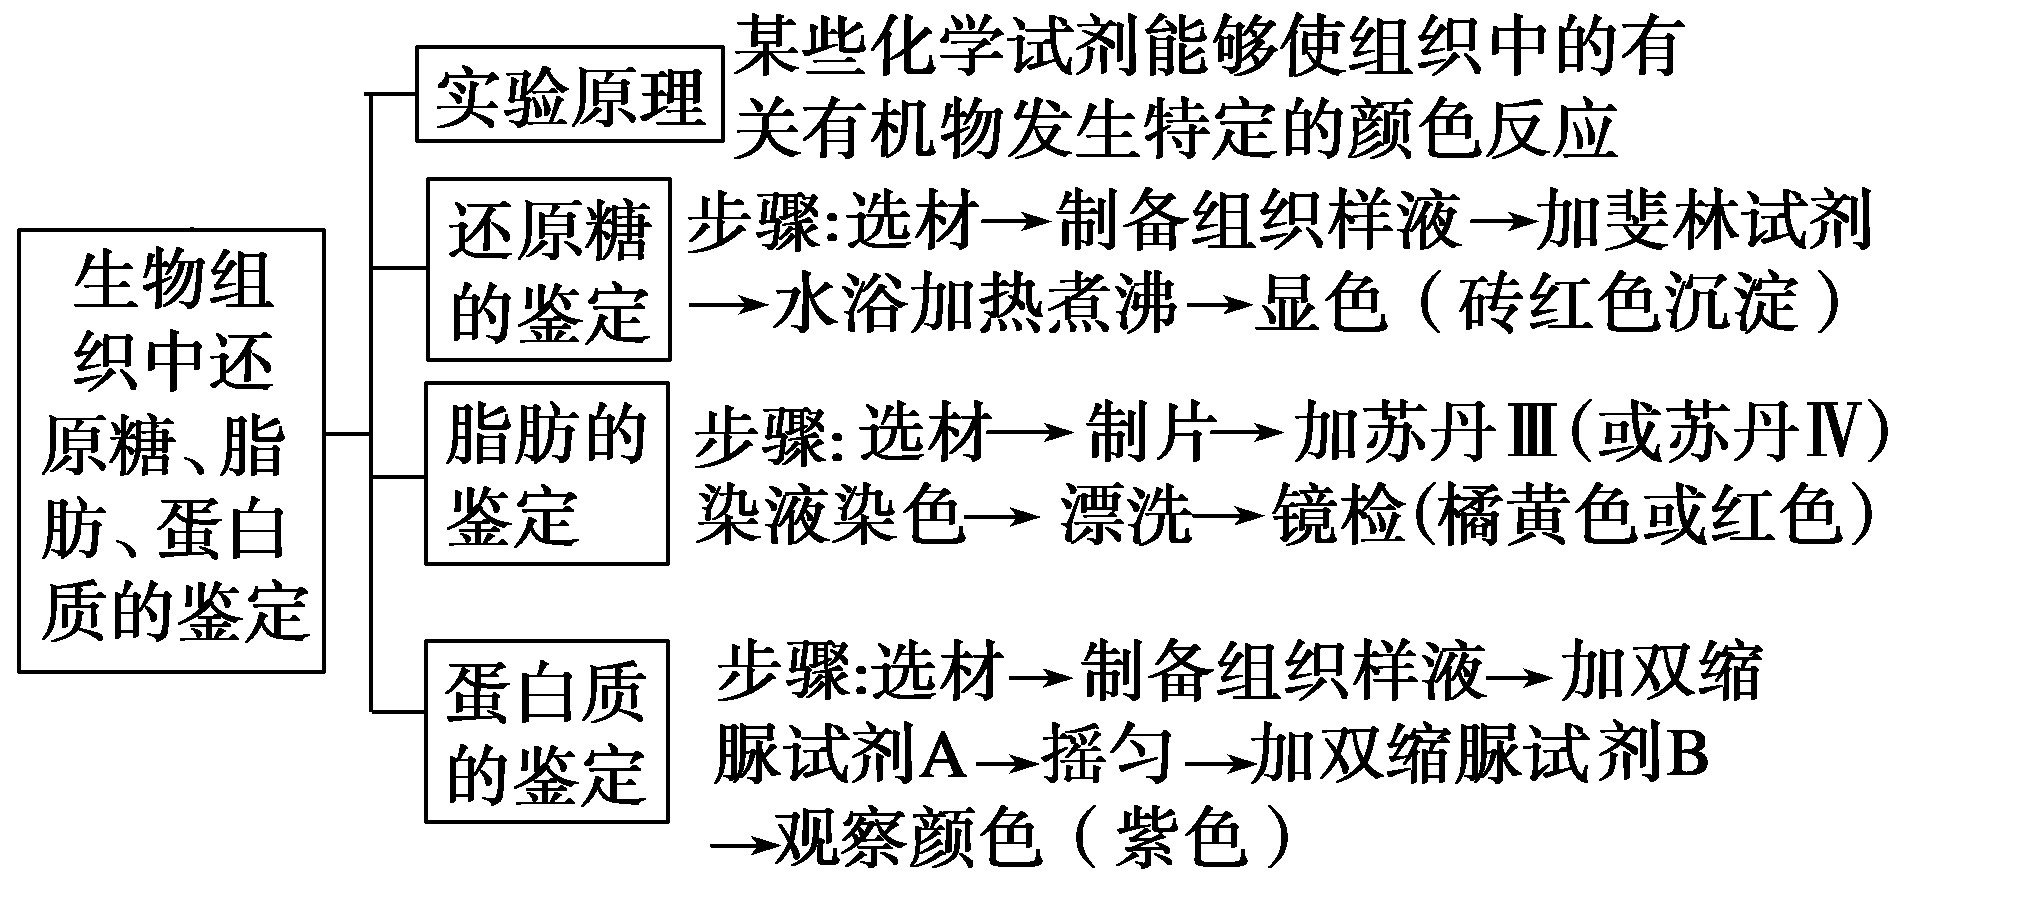 生物组
织中还
原糖、脂
肪、蛋白
质的鉴定
实验原理
某些化学试剂能够使组织中的有
关有机物发生特定的颜色反应
还原糖
的鉴定
步骤:选材→制备组织样液→加斐林试剂
→水浴加热煮沸→显色（砖红色沉淀）
脂肪的
鉴定
步骤:选材→制片→加苏丹Ⅲ(或苏丹Ⅳ)
染液染色→漂洗→镜检(橘黄色或红色)
蛋白质
的鉴定
步骤:选材→制备组织样液→加双缩
脲试剂A→摇匀→加双缩脲试剂B
→观察颜色（紫色）